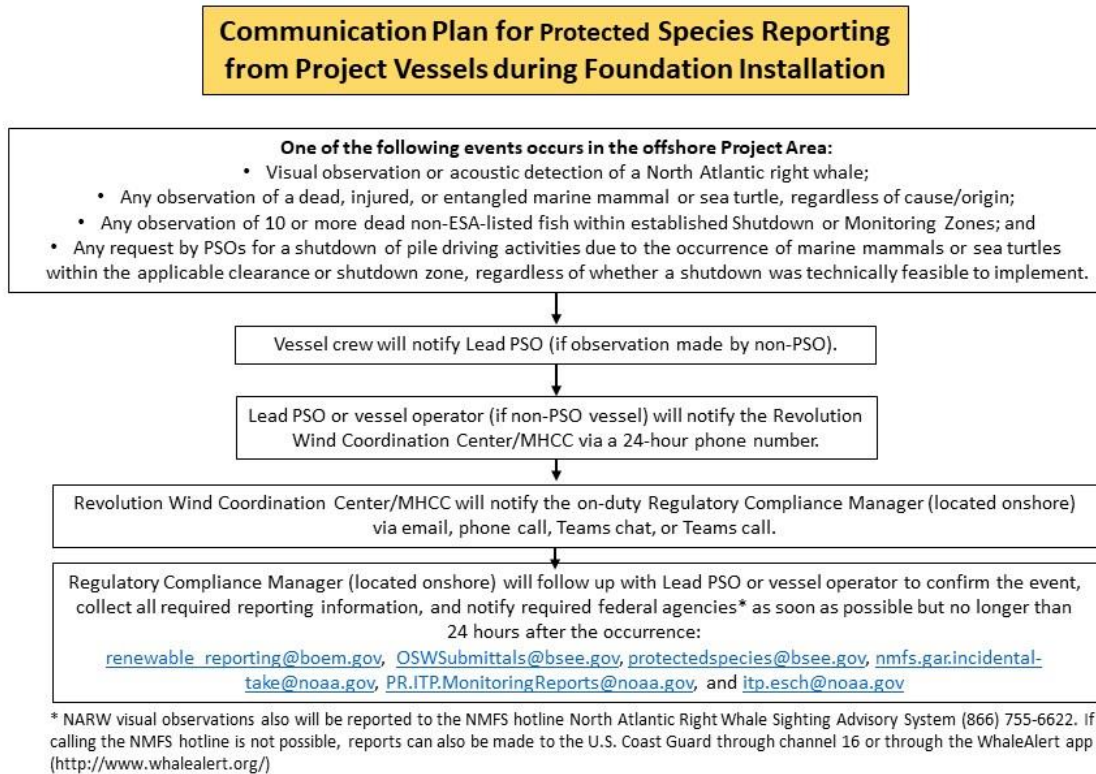 Communication Plan for Protected Species Reporting
from Project Vessels during Foundation Installation
One of the following events occurs in the offshore Project Area:
• Visual observation or acoustic detection of a North Atlantic right whale;
• Any observation of a dead, injured, or entangled marine mammal or sea turtle, regardless of cause/origin;
• Any observation of 10 or more dead non-ESA-listed fish within established Shutdown or Monitoring Zones; and
• Any request by PSOs for a shutdown of pile driving activities due to the occurrence of marine mammals or sea turtles
within the applicable clearance or shutdown zone, regardless of whether a shutdown was technically feasible to implement.
Vessel crew will notify Lead PSO (if observation made by non-PSO).
Lead PSO or vessel operator (if non-PSO vessel) will notify the Revolution
Wind Coordination Center/MHCC via a 24-hour phone number.
Revolution Wind Coordination Center/MHCC will notify the on-duty Regulatory Compliance Manager (located onshore)
via email, phone call, Teams chat, or Teams call.
Regulatory Compliance Manager (located onshore) will follow up with Lead PSO or vessel operator to confirm the event,
collect all required reporting information, and notify required federal agencies* as soon as possible but no longer than
24 hours after the occurrence:
renewable_reporting@boem.gov, OSWSubmittals@bsee.gov, protectedspecies@bsee.gov, nmfs.gar.incidental-
take@noaa.gov, PR.ITP.MonitoringReports@noaa.gov, and itp.esch@noaa.gov
* NARW visual observations also will be reported to the NMFS hotline North Atlantic Right Whale Sighting Advisory System (866) 755-6622. If
calling the NMFS hotline is not possible, reports can also be made to the U.S. Coast Guard through channel 16 or through the WhaleAlert app
(http://www.whalealert.org/)